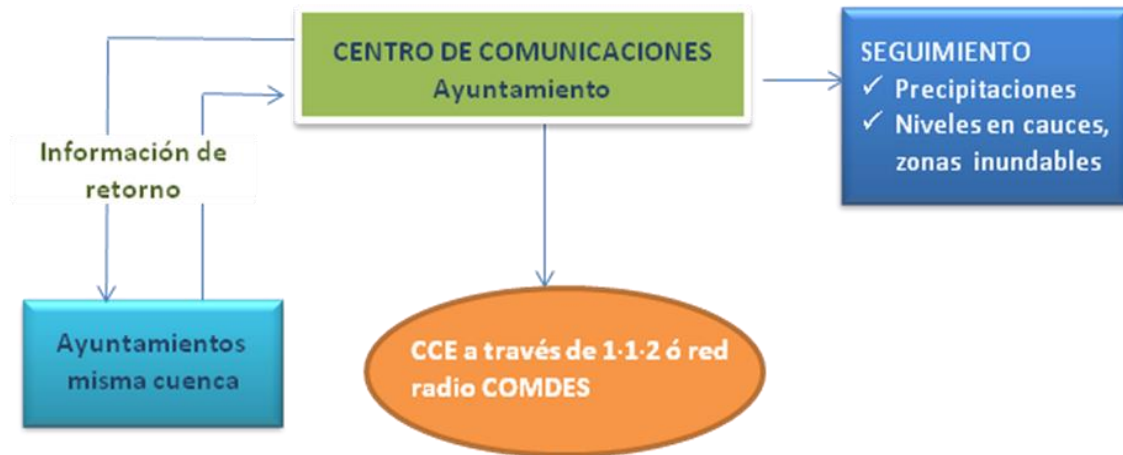 CENTRO DE COMUNICACIONES
Ayuntamiento
SEGUIMIENTO
✓ Precipitaciones
✓ Niveles en cauces,
zonas inundables
Información de
retorno
Ayuntamientos
misma cuenca
CCE a través de 1·1·2 ó red
radio COMDES